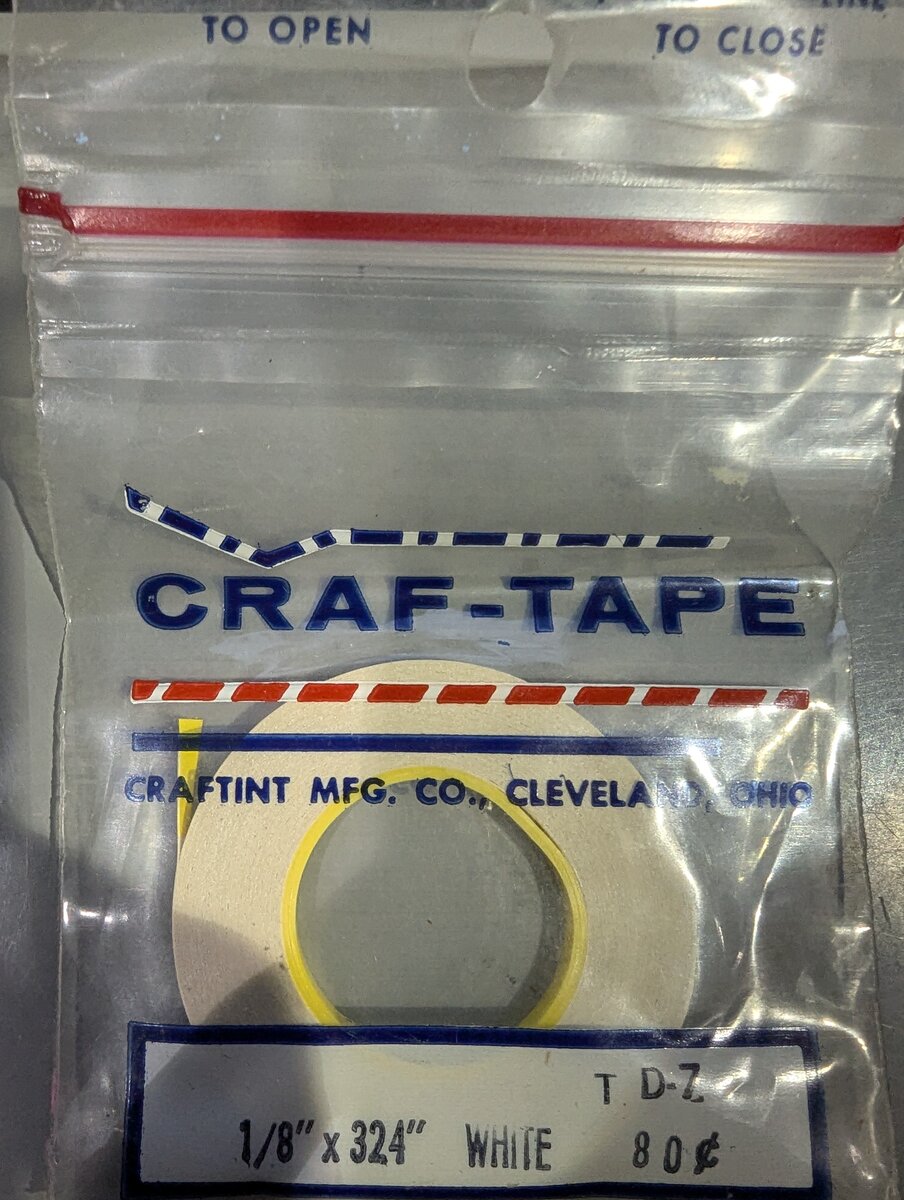 TO OPEN
TO CLOSE
CRAF-TAPE
CRAFTINT MFG. CO., CLEVELAND, OHIO
T D-Z
1/8" x 324" WHITE 80¢